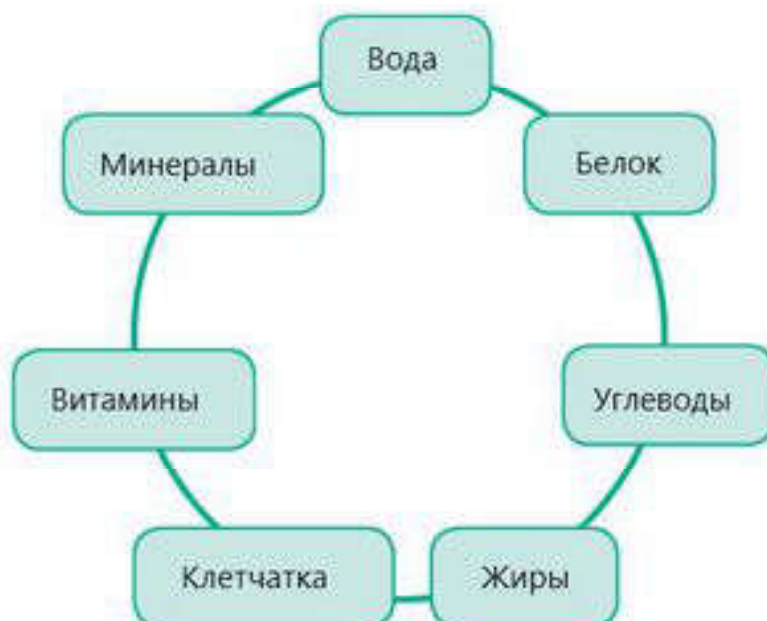 Вода
Белок
Углеводы
Жиры
Клетчатка
Витамины
Минералы